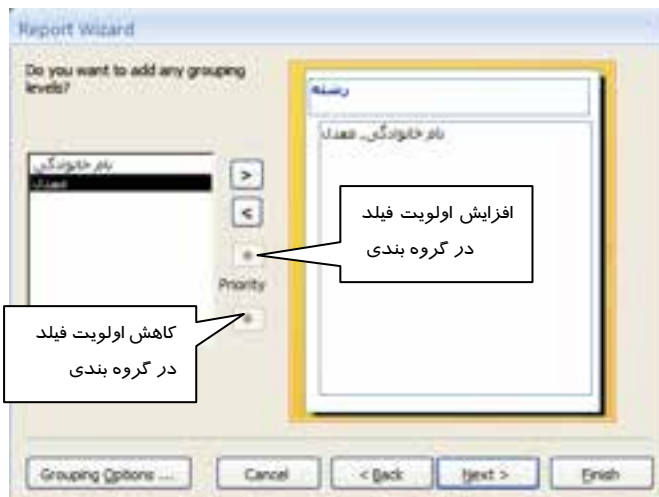 Report Wizard
Do you want to add any grouping
levels?
نام خانوادگی
معدل
>
<
Priority
رشته
نام خانوادگی, معدل
افزایش اولویت فیلد
در گروه بندی
کاهش اولویت فیلد
در گروه بندی
Grouping Options ...
Cancel
< Back
Next >
Finish